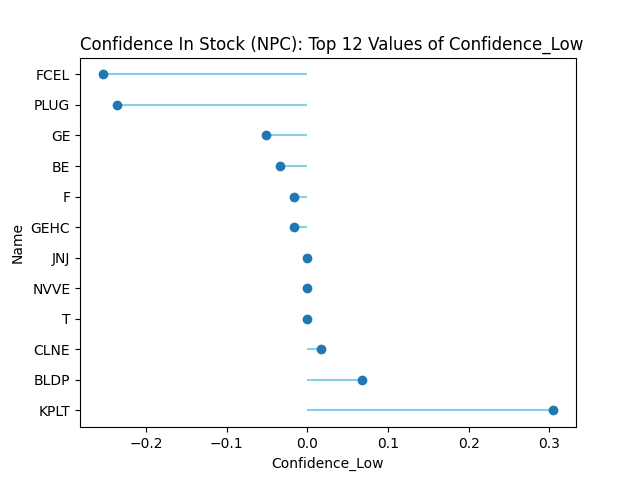 Confidence In Stock (NPC): Top 12 Values of Confidence_Low
FCEL
PLUG
GE
BE
F
GEHC
JNJ
NVVE
T
CLNE
BLDP
KPLT
Name
−0.2 −0.1 0.0 0.1 0.2 0.3
Confidence_Low